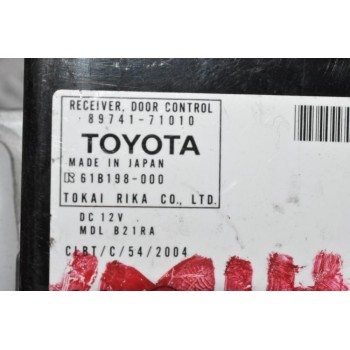 RECEIVER, DOOR CONTROL
89741-71010
TOYOTA
MADE IN JAPAN
R 61B198-000
TOKAI RIKA CO., LTD.
DC 12V
MDL B21RA
CLBT/C/54/2004